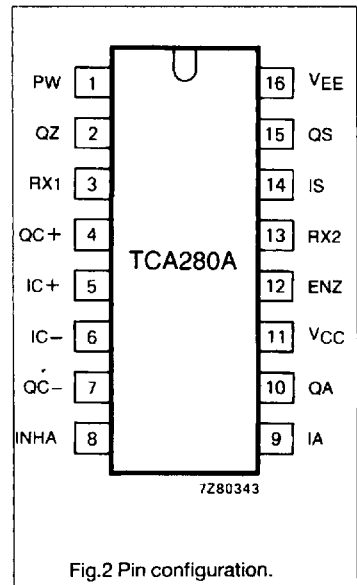 PW 1 16 VEE
QZ 2 15 QS
RX1 3 14 IS
QC+ 4 13 RX2
TCA280A
IC+ 5 12 ENZ
IC− 6 11 VCC
QC− 7 10 QA
INHA 8 9 IA
7Z80343
Fig.2 Pin configuration.